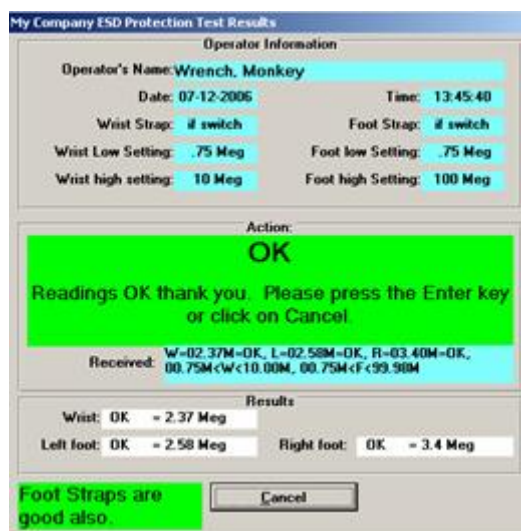 My Company ESD Protection Test Results
Operator Information
Operator's Name: Wrench, Monkey
Date: 07-12-2006 Time: 13:45:40
Wrist Strap: if switch Foot Strap: if switch
Wrist Low Setting: .75 Meg Foot low Setting: .75 Meg
Wrist high setting: 10 Meg Foot high Setting: 100 Meg
Action:
OK
Readings OK thank you. Please press the Enter key
or click on Cancel.
Received: W=02.37M=OK, L=02.58M=OK, R=03.40M=OK,
00.75M<W<10.00M, 00.75M<F<99.98M
Results
Wrist: OK = 2.37 Meg
Left foot: OK = 2.58 Meg Right foot: OK = 3.4 Meg
Foot Straps are
good also.
Cancel